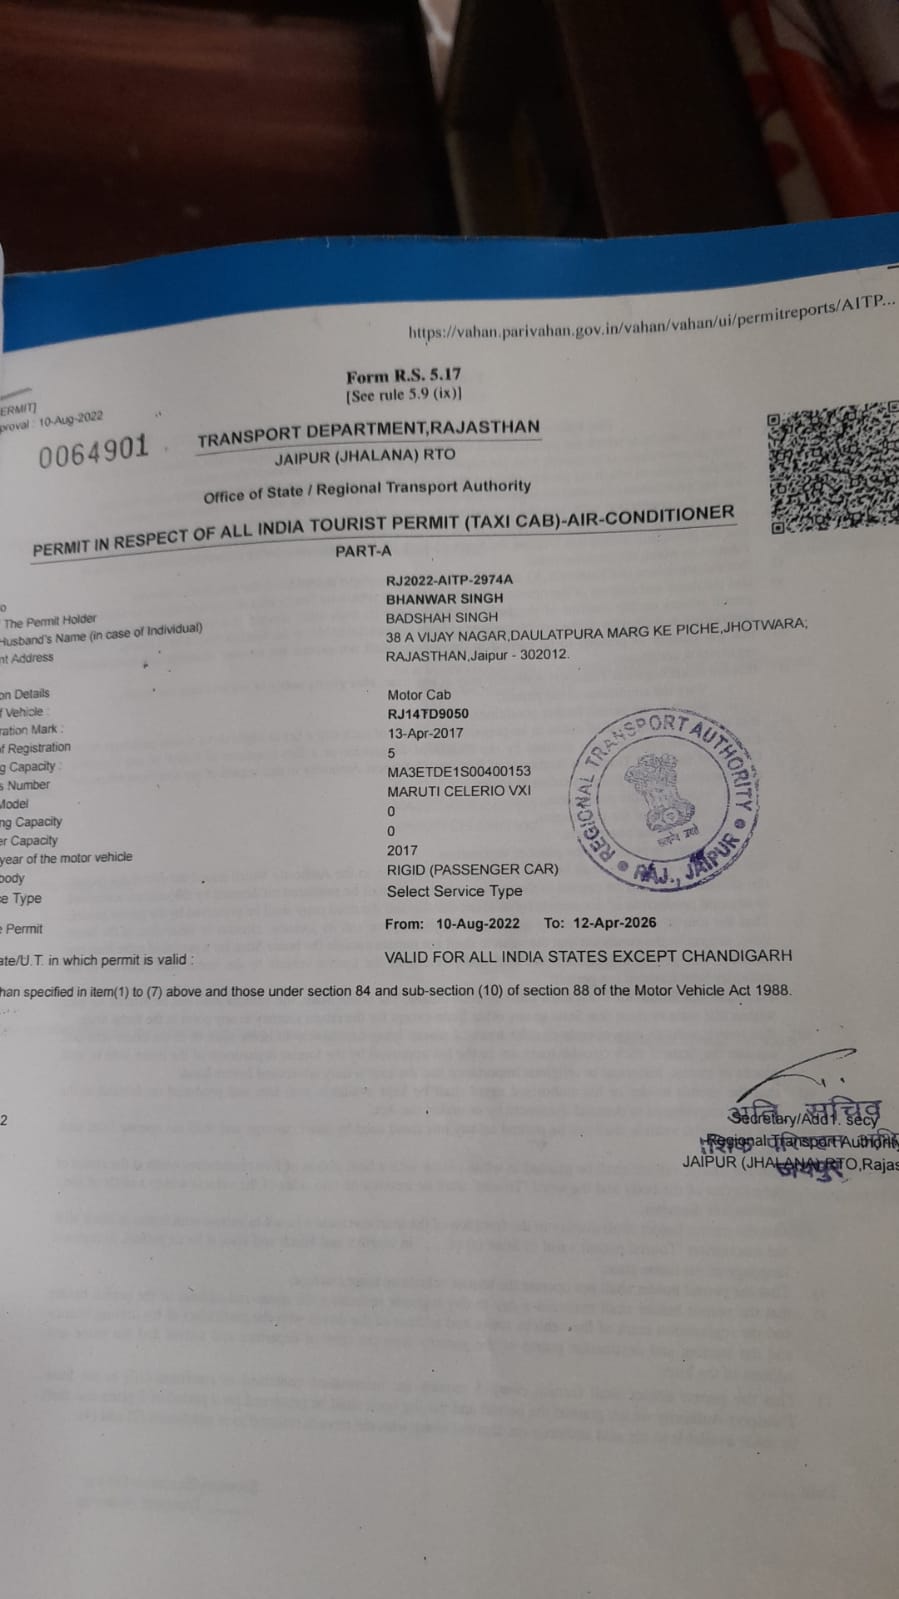 https://vahan.parivahan.gov.in/vahan/vahan/ui/permitreports/AITP...
Form R.S. 5.17
[See rule 5.9 (ix)]
ERMIT]
proval : 10-Aug-2022
0064901
TRANSPORT DEPARTMENT,RAJASTHAN
JAIPUR (JHALANA) RTO
Office of State / Regional Transport Authority
PERMIT IN RESPECT OF ALL INDIA TOURIST PERMIT (TAXI CAB)-AIR-CONDITIONER
PART-A
o RJ2022-AITP-2974A
The Permit Holder BHANWAR SINGH
Husband's Name (in case of Individual) BADSHAH SINGH
nt Address 38 A VIJAY NAGAR,DAULATPURA MARG KE PICHE,JHOTWARA;
RAJASTHAN,Jaipur - 302012.
on Details
f Vehicle : Motor Cab
ration Mark : RJ14TD9050
f Registration 13-Apr-2017
g Capacity : 5
s Number MA3ETDE1S00400153
Model MARUTI CELERIO VXI
ng Capacity 0
er Capacity 0
year of the motor vehicle 2017
body RIGID (PASSENGER CAR)
e Type Select Service Type
e Permit From: 10-Aug-2022 To: 12-Apr-2026
ate/U.T. in which permit is valid : VALID FOR ALL INDIA STATES EXCEPT CHANDIGARH
han specified in item(1) to (7) above and those under section 84 and sub-section (10) of section 88 of the Motor Vehicle Act 1988.
REGIONAL TRANSPORT AUTHORITY
RAJ., JAIPUR
2
अति सचिव
Secretary/Add'l. secy
Regional Transport Authority
JAIPUR (JHALANA) RTO,Rajas
जयपुर